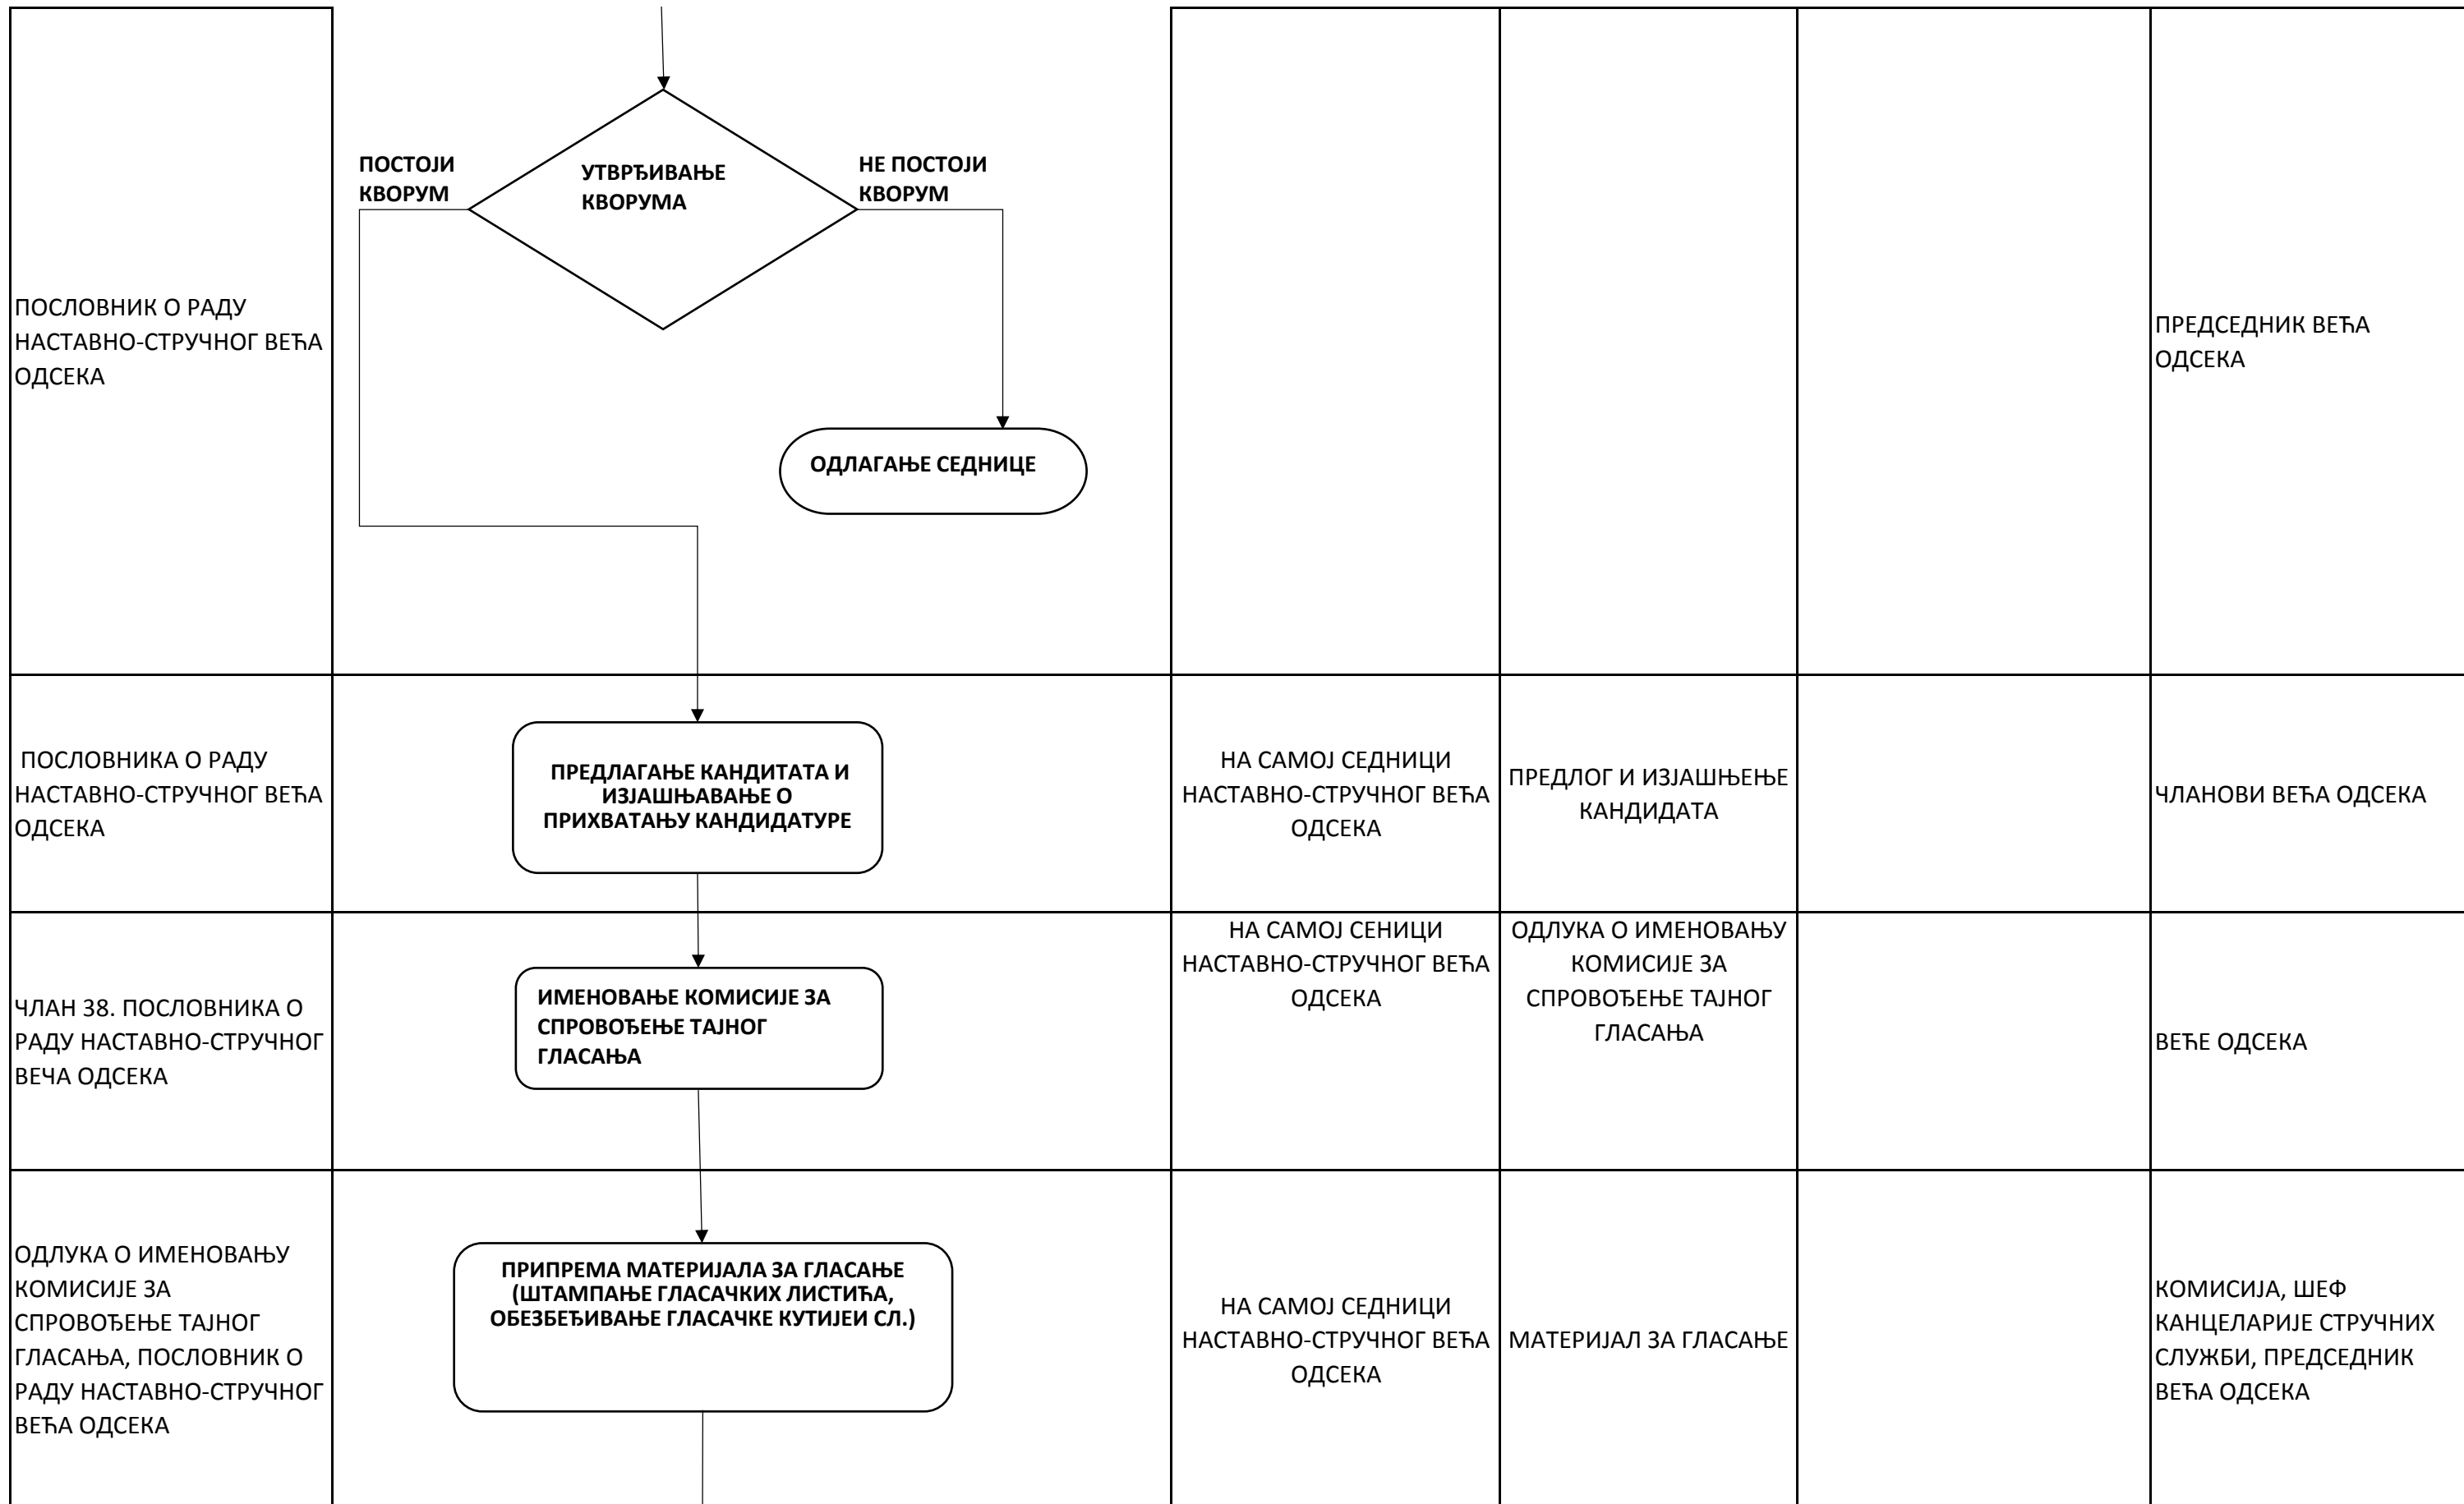 ПОСЛОВНИК О РАДУ
НАСТАВНО-СТРУЧНОГ ВЕЋА
ОДСЕКА
ПОСТОЈИ
КВОРУМ
УТВРЂИВАЊЕ
КВОРУМА
НЕ ПОСТОЈИ
КВОРУМ
ОДЛАГАЊЕ СЕДНИЦЕ
ПРЕДСЕДНИК ВЕЋА
ОДСЕКА
ПОСЛОВНИКА О РАДУ
НАСТАВНО-СТРУЧНОГ ВЕЋА
ОДСЕКА
ПРЕДЛАГАЊЕ КАНДИТАТА И
ИЗЈАШЊАВАЊЕ О
ПРИХВАТАЊУ КАНДИДАТУРЕ
НА САМОЈ СЕДНИЦИ
НАСТАВНО-СТРУЧНОГ ВЕЋА
ОДСЕКА
ПРЕДЛОГ И ИЗЈАШЊЕЊЕ
КАНДИДАТА
ЧЛАНОВИ ВЕЋА ОДСЕКА
ЧЛАН 38. ПОСЛОВНИКА О
РАДУ НАСТАВНО-СТРУЧНОГ
ВЕЧА ОДСЕКА
ИМЕНОВАЊЕ КОМИСИЈЕ ЗА
СПРОВОЂЕЊЕ ТАЈНОГ
ГЛАСАЊА
НА САМОЈ СЕНИЦИ
НАСТАВНО-СТРУЧНОГ ВЕЋА
ОДСЕКА
ОДЛУКА О ИМЕНОВАЊУ
КОМИСИЈЕ ЗА
СПРОВОЂЕЊЕ ТАЈНОГ
ГЛАСАЊА
ВЕЋЕ ОДСЕКА
ОДЛУКА О ИМЕНОВАЊУ
КОМИСИЈЕ ЗА
СПРОВОЂЕЊЕ ТАЈНОГ
ГЛАСАЊА, ПОСЛОВНИК О
РАДУ НАСТАВНО-СТРУЧНОГ
ВЕЋА ОДСЕКА
ПРИПРЕМА МАТЕРИЈАЛА ЗА ГЛАСАЊЕ
(ШТАМПАЊЕ ГЛАСАЧКИХ ЛИСТИЋА,
ОБЕЗБЕЂИВАЊЕ ГЛАСАЧКЕ КУТИЈЕИ СЛ.)
НА САМОЈ СЕДНИЦИ
НАСТАВНО-СТРУЧНОГ ВЕЋА
ОДСЕКА
МАТЕРИЈАЛ ЗА ГЛАСАЊЕ
КОМИСИЈА, ШЕФ
КАНЦЕЛАРИЈЕ СТРУЧНИХ
СЛУЖБИ, ПРЕДСЕДНИК
ВЕЋА ОДСЕКА